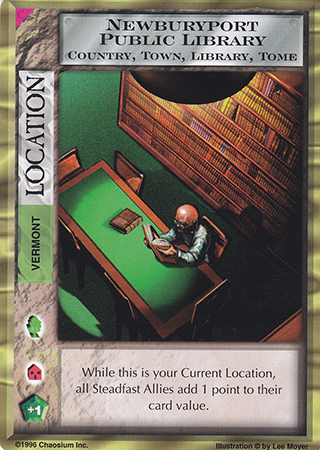 Newburyport
Public Library
Country, Town, Library, Tome
LOCATION
VERMONT
+1
While this is your Current Location,
all Steadfast Allies add 1 point to their
card value.
©1996 Chaosium Inc.
Illustration © by Lee Moyer